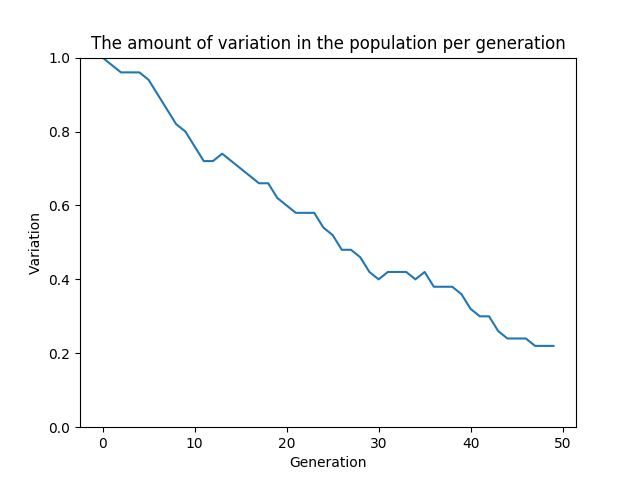 The amount of variation in the population per generation
1.0
0.8
0.6
0.4
0.2
0.0
Variation
0 10 20 30 40 50
Generation